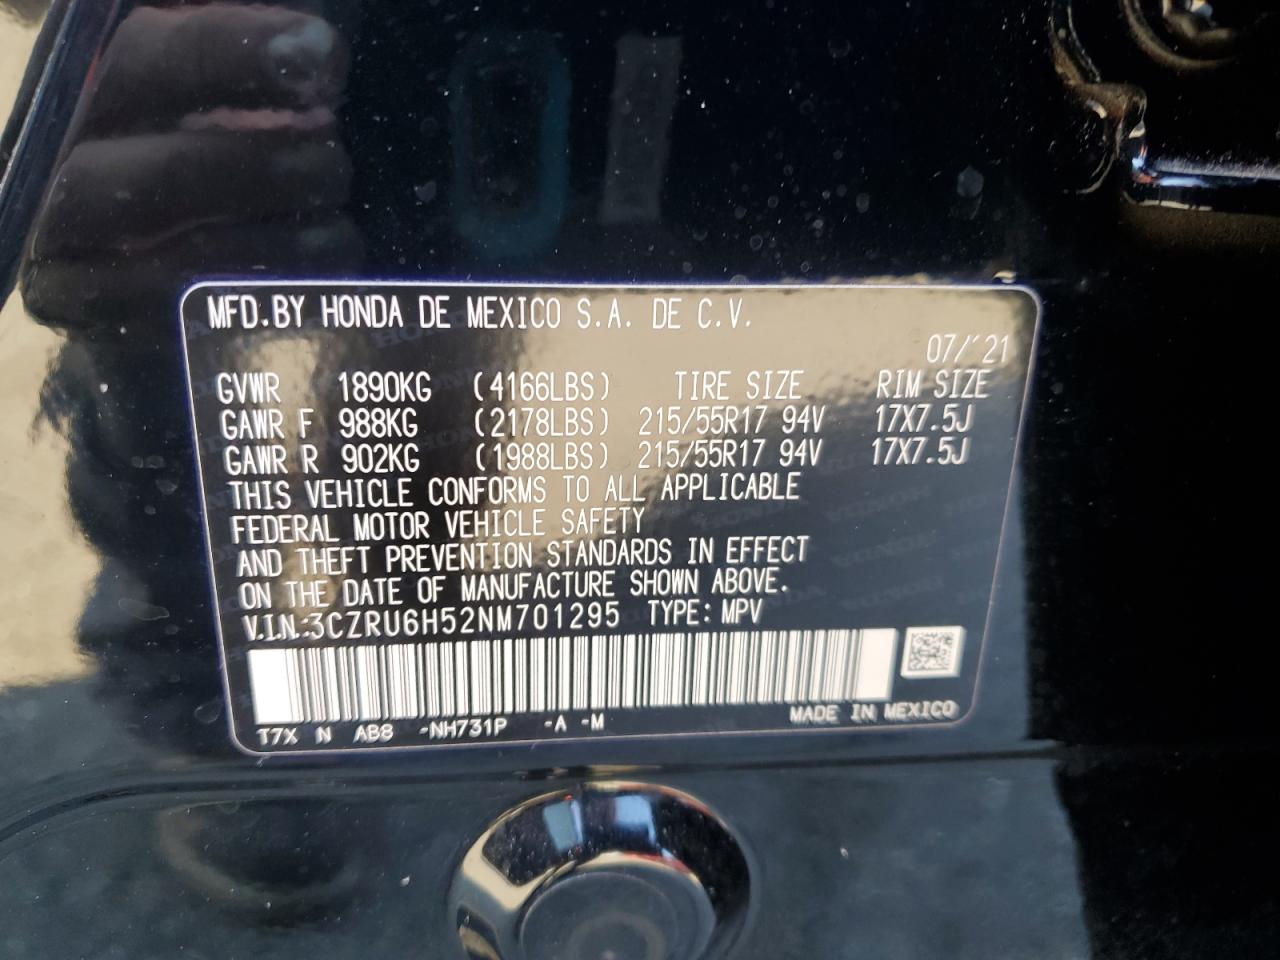 MFD.BY HONDA DE MEXICO S.A. DE C.V.
07/'21
GVWR 1890KG (4166LBS) TIRE SIZE RIM SIZE
GAWR F 988KG (2178LBS) 215/55R17 94V 17X7.5J
GAWR R 902KG (1988LBS) 215/55R17 94V 17X7.5J
THIS VEHICLE CONFORMS TO ALL APPLICABLE
FEDERAL MOTOR VEHICLE SAFETY
AND THEFT PREVENTION STANDARDS IN EFFECT
ON THE DATE OF MANUFACTURE SHOWN ABOVE.
V.I.N.:3CZRU6H52NM701295 TYPE: MPV
MADE IN MEXICO
T7X N AB8 -NH731P -A -M